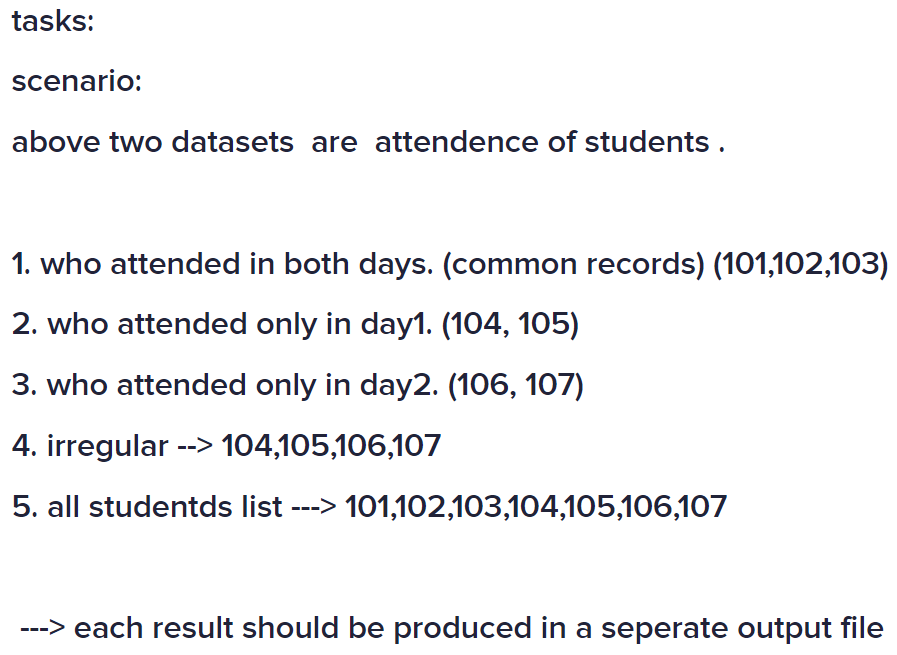 tasks:
scenario:
above two datasets are attendence of students .
1. who attended in both days. (common records) (101,102,103)
2. who attended only in day1. (104, 105)
3. who attended only in day2. (106, 107)
4. irregular --> 104,105,106,107
5. all studentds list ---> 101,102,103,104,105,106,107
---> each result should be produced in a seperate output file